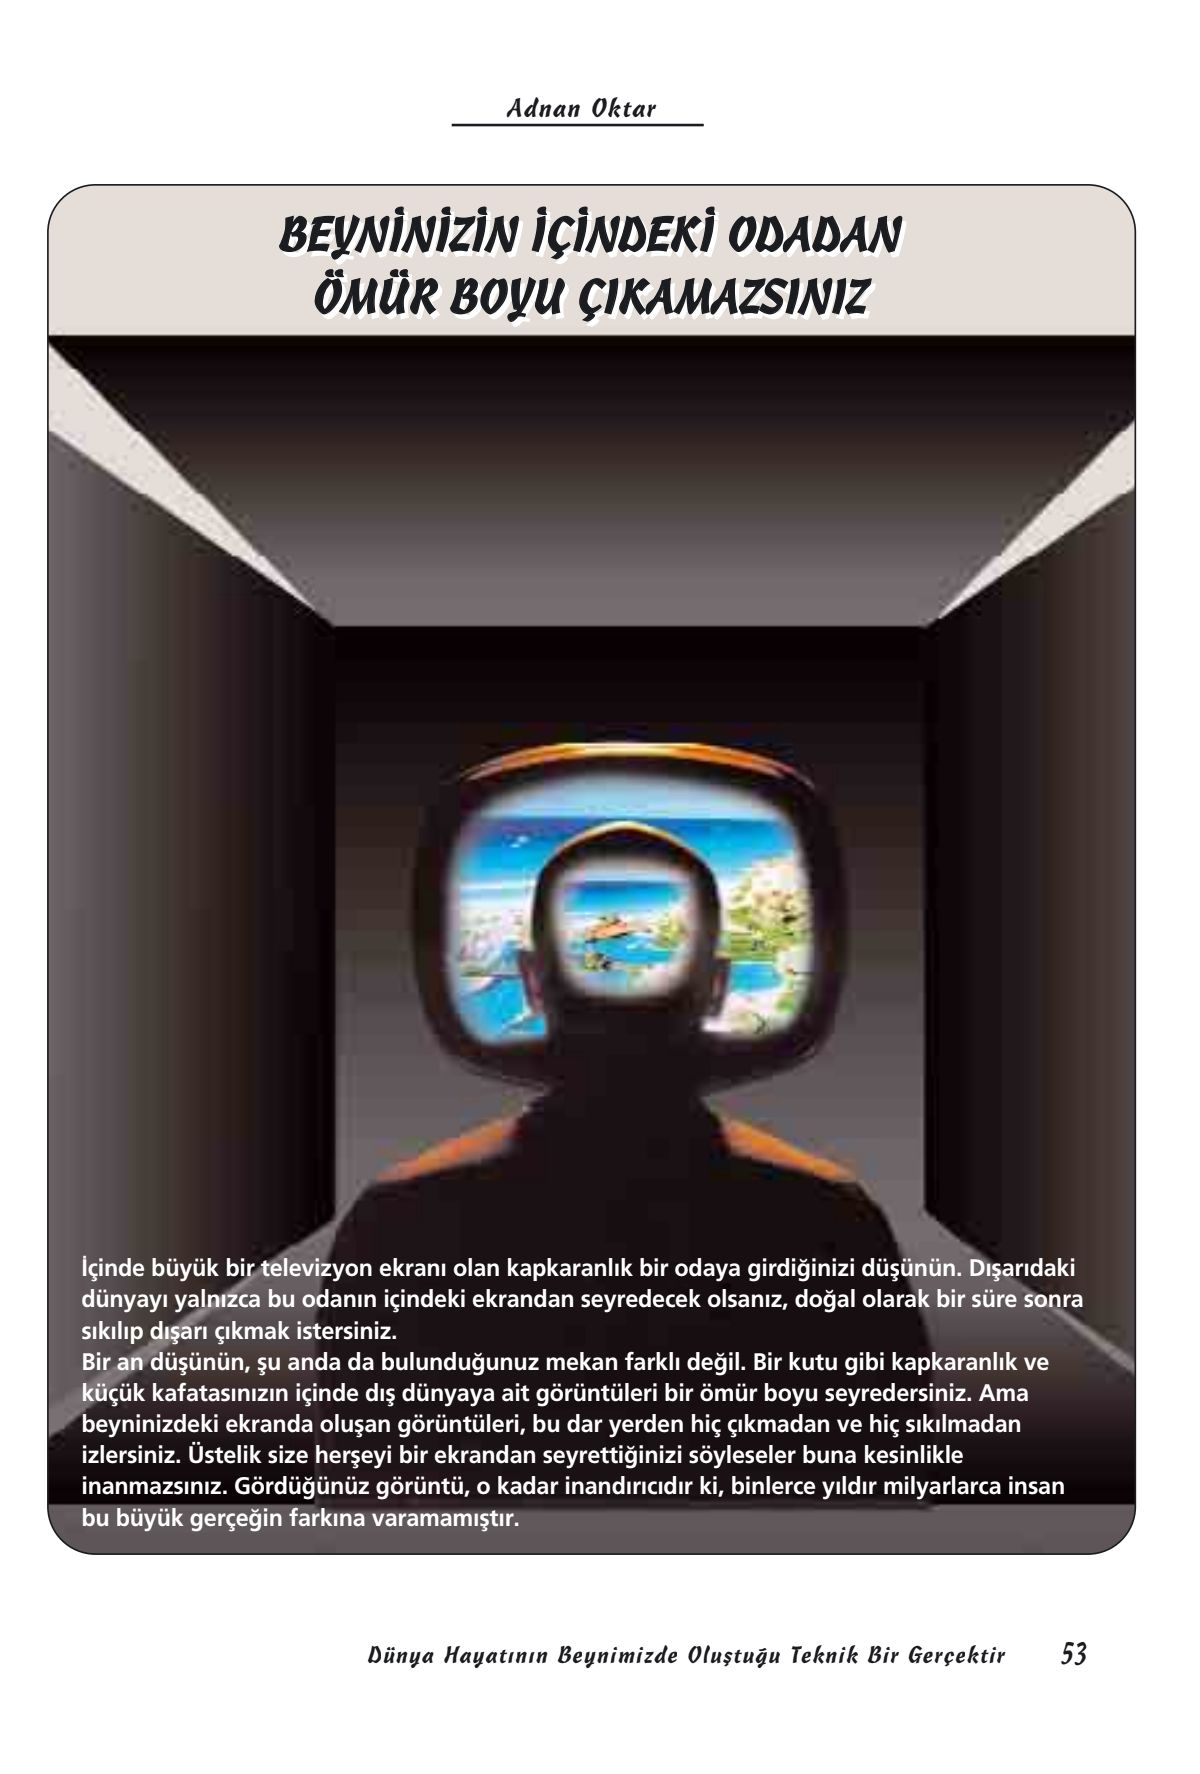 Adnan Oktar
BEYNİNİZİN İÇİNDEKİ ODADAN
ÖMÜR BOYU ÇIKAMAZSINIZ
İçinde büyük bir televizyon ekranı olan kapkaranlık bir odaya girdiğinizi düşünün. Dışarıdaki
dünyayı yalnızca bu odanın içindeki ekrandan seyredecek olsanız, doğal olarak bir süre sonra
sıkılıp dışarı çıkmak istersiniz.
Bir an düşünün, şu anda da bulunduğunuz mekan farklı değil. Bir kutu gibi kapkaranlık ve
küçük kafatasınızın içinde dış dünyaya ait görüntüleri bir ömür boyu seyredersiniz. Ama
beyninizdeki ekranda oluşan görüntüleri, bu dar yerden hiç çıkmadan ve hiç sıkılmadan
izlersiniz. Üstelik size herşeyi bir ekrandan seyrettiğinizi söyleseler buna kesinlikle
inanmazsınız. Gördüğünüz görüntü, o kadar inandırıcıdır ki, binlerce yıldır milyarlarca insan
bu büyük gerçeğin farkına varamamıştır.
Dünya Hayatının Beynimizde Oluştuğu Teknik Bir Gerçektir 53